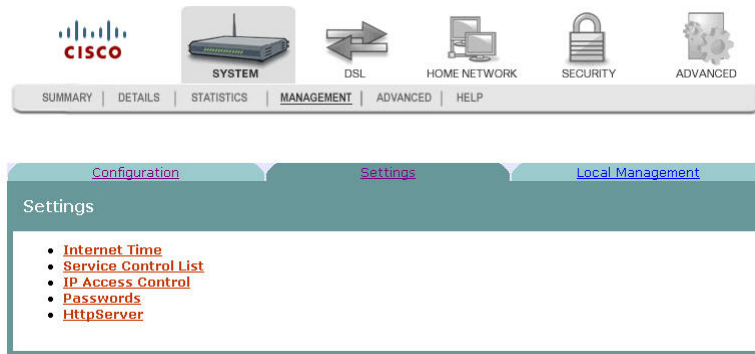 CISCO
SYSTEM DSL HOME NETWORK SECURITY ADVANCED
SUMMARY | DETAILS | STATISTICS | MANAGEMENT | ADVANCED | HELP
Configuration Settings Local Management
Settings
• Internet Time
• Service Control List
• IP Access Control
• Passwords
• HttpServer